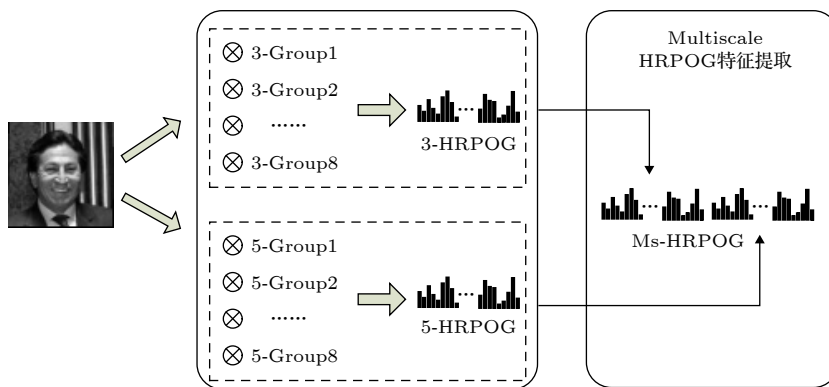 3-Group1
3-Group2
……
3-Group8
3-HRPOG
5-Group1
5-Group2
……
5-Group8
5-HRPOG
Multiscale
HRPOG特征提取
Ms-HRPOG